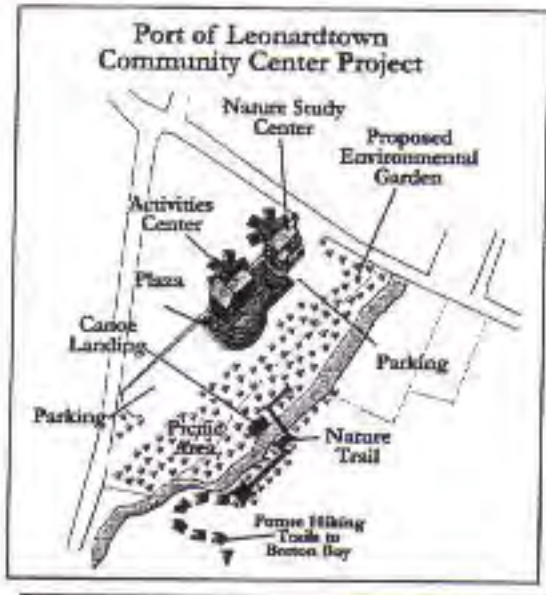 Port of Leonardtown
Community Center Project
Nature Study
Center
Proposed
Environmental
Garden
Activities
Center
Plaza
Canoe
Landing
Parking
Parking
Picnic
Area
Nature
Trail
Future Hiking
Trails to
Breton Bay